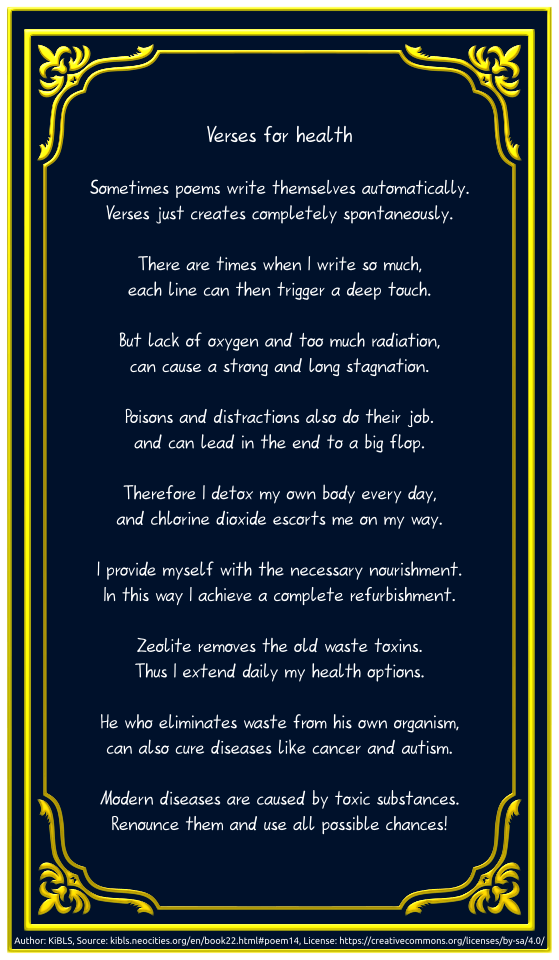 Verses for health
Sometimes poems write themselves automatically.
Verses just creates completely spontaneously.
There are times when I write so much,
each line can then trigger a deep touch.
But lack of oxygen and too much radiation,
can cause a strong and long stagnation.
Poisons and distractions also do their job.
and can lead in the end to a big flop.
Therefore I detox my own body every day,
and chlorine dioxide escorts me on my way.
I provide myself with the necessary nourishment.
In this way I achieve a complete refurbishment.
Zeolite removes the old waste toxins.
Thus I extend daily my health options.
He who eliminates waste from his own organism,
can also cure diseases like cancer and autism.
Modern diseases are caused by toxic substances.
Renounce them and use all possible chances!
Author: KiBLS, Source: kibls.neocities.org/en/book22.html#poem14, License: https://creativecommons.org/licenses/by-sa/4.0/